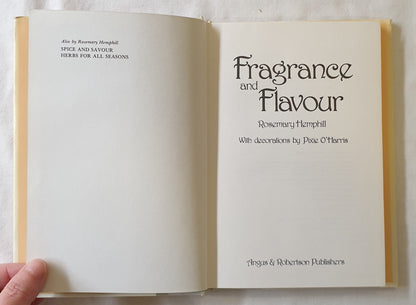 Also by Rosemary Hemphill
SPICE AND SAVOUR
HERBS FOR ALL SEASONS
Fragrance
and
Flavour
Rosemary Hemphill
With decorations by Pixie O'Harris
Angus & Robertson Publishers